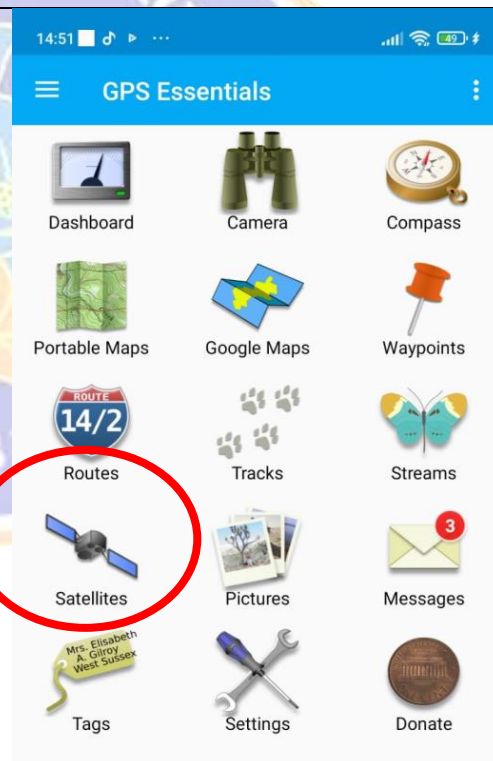 14:51 49
GPS Essentials
Dashboard Camera Compass
Portable Maps Google Maps Waypoints
ROUTE
14/2
Routes Tracks Streams
3
Satellites Pictures Messages
Mrs. Elisabeth
A. Gilroy
West Sussex
Tags Settings Donate